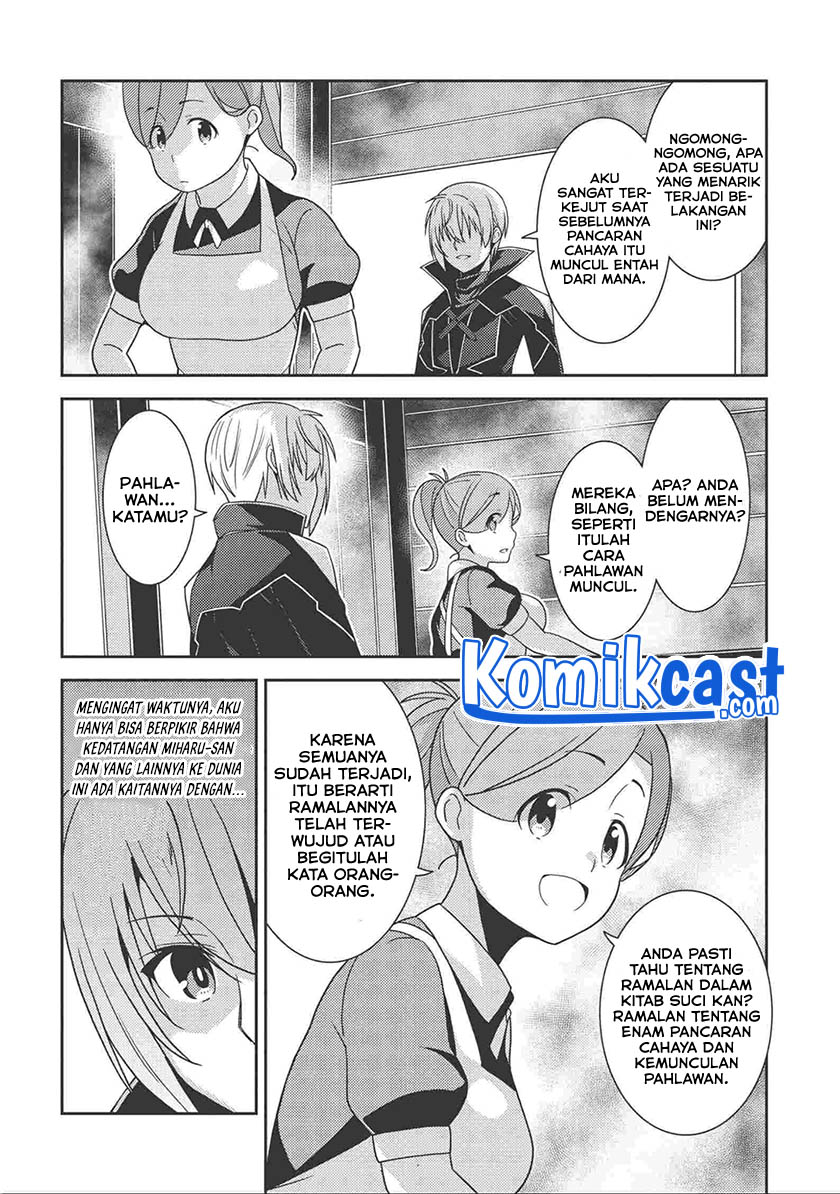 NGOMONG-
NGOMONG, APA
ADA SESUATU
YANG MENARIK
TERJADI BE-
LAKANGAN
INI?
AKU
SANGAT TER-
KEJUT SAAT
SEBELUMNYA
PANCARAN
CAHAYA ITU
MUNCUL ENTAH
DARI MANA.
APA? ANDA
BELUM MEN-
DENGARNYA?
MEREKA
BILANG,
SEPERTI
ITULAH
CARA
PAHLAWAN
MUNCUL.
PAHLA-
WAN...
KATAMU?
Komikcast
.com
KARENA
SEMUANYA
SUDAH TERJADI,
ITU BERARTI
RAMALANNYA
TELAH TER-
WUJUD ATAU
BEGITULAH
KATA ORANG-
ORANG.
ANDA PASTI
TAHU TENTANG
RAMALAN DALAM
KITAB SUCI KAN?
RAMALAN TENTANG
ENAM PANCARAN
CAHAYA DAN
KEMUNCULAN
PAHLAWAN.
MENGINGAT WAKTUNYA, AKU
HANYA BISA BERPIKIR BAHWA
KEDATANGAN MIHARU-SAN
DAN YANG LAINNYA KE DUNIA
INI ADA KAITANNYA DENGAN...